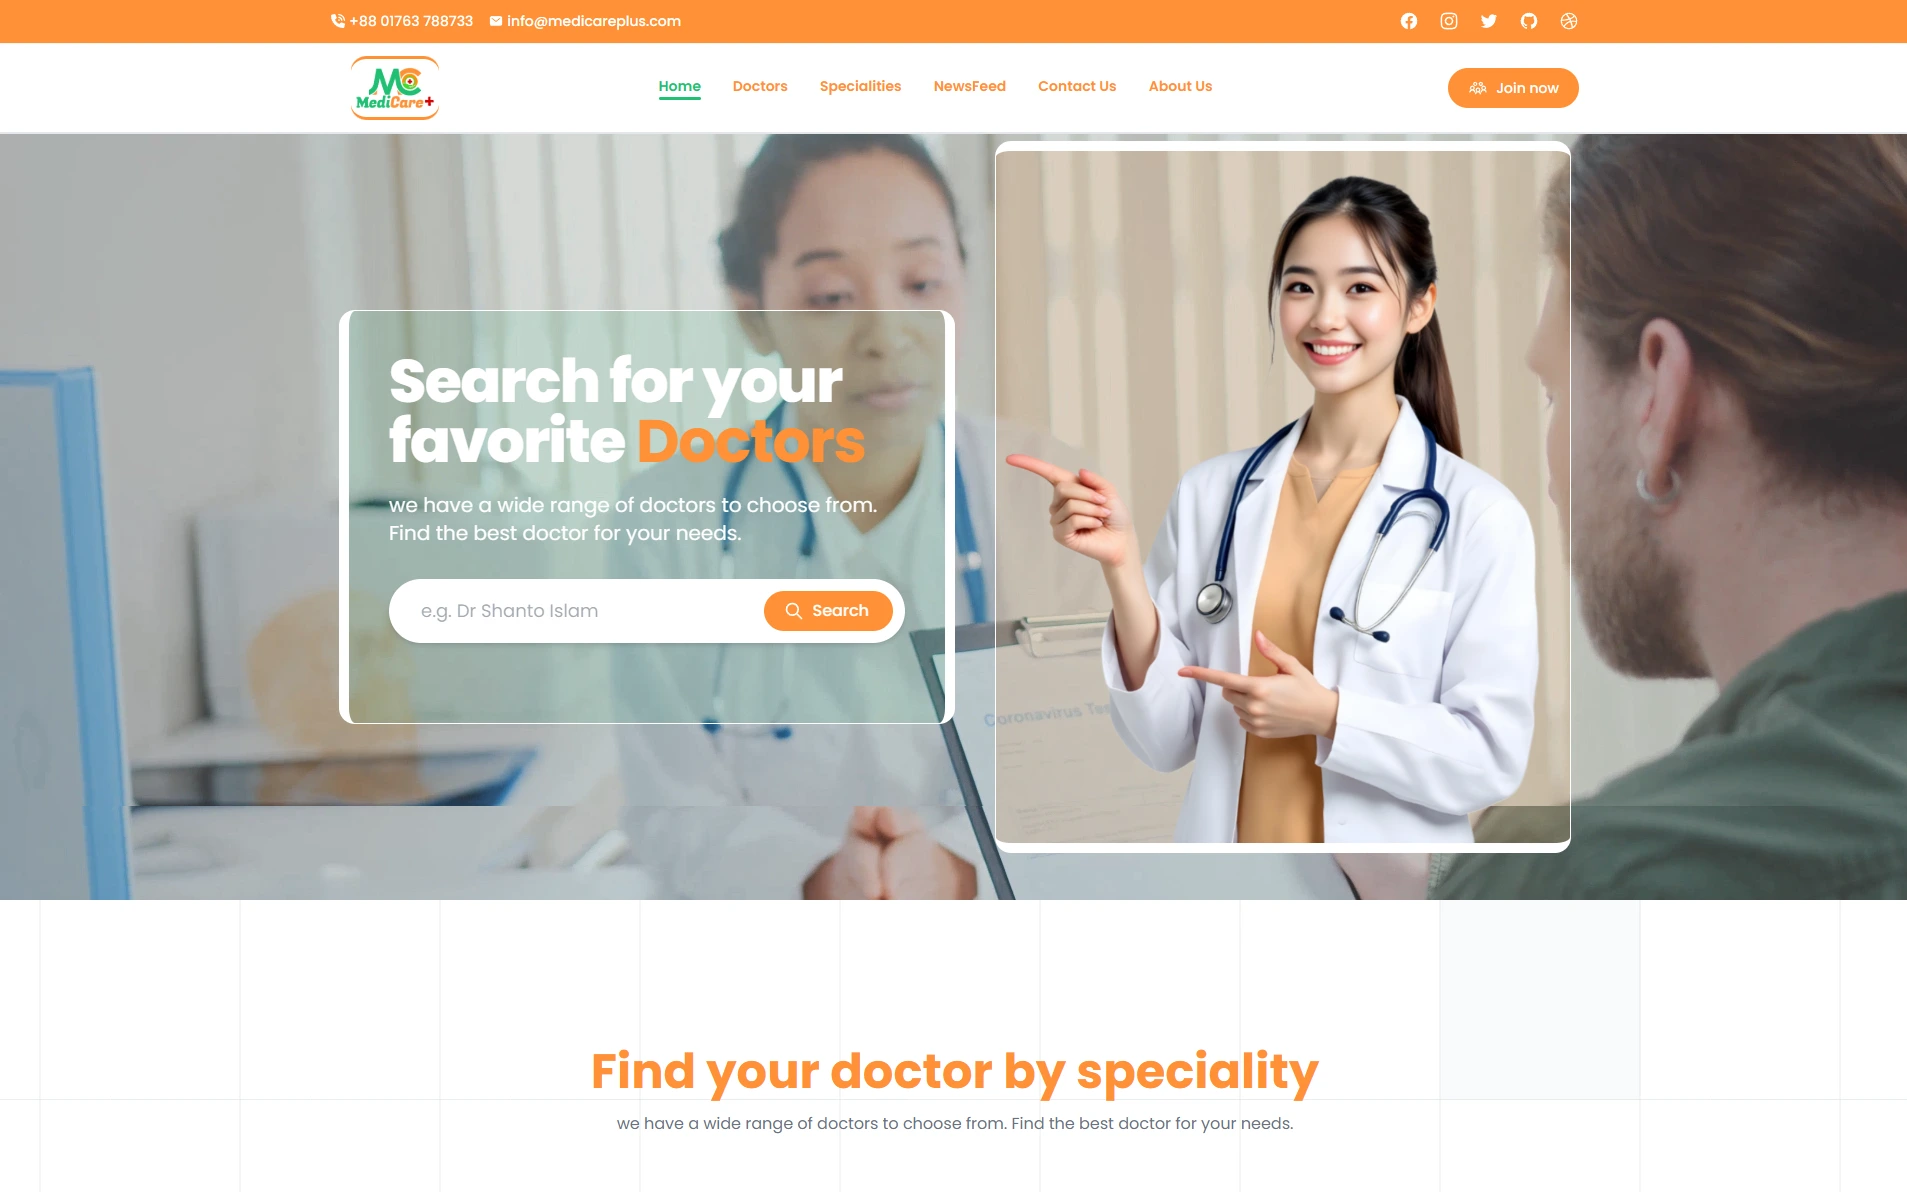 +88 01763 788733 info@medicareplus.com
MC
MediCare+
Home Doctors Specialities NewsFeed Contact Us About Us
Join now
Search for your
favorite Doctors
we have a wide range of doctors to choose from.
Find the best doctor for your needs.
e.g. Dr Shanto Islam
Search
Coronavirus Tes
Find your doctor by speciality
we have a wide range of doctors to choose from. Find the best doctor for your needs.